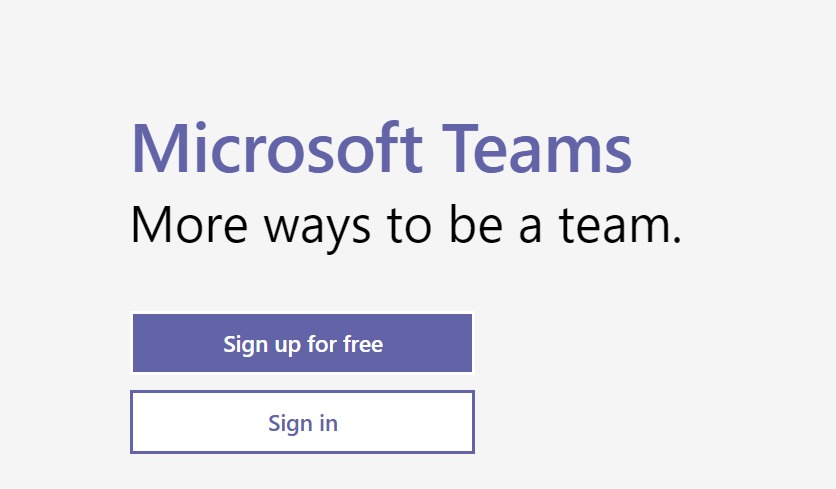 Microsoft Teams
More ways to be a team.
Sign up for free
Sign in